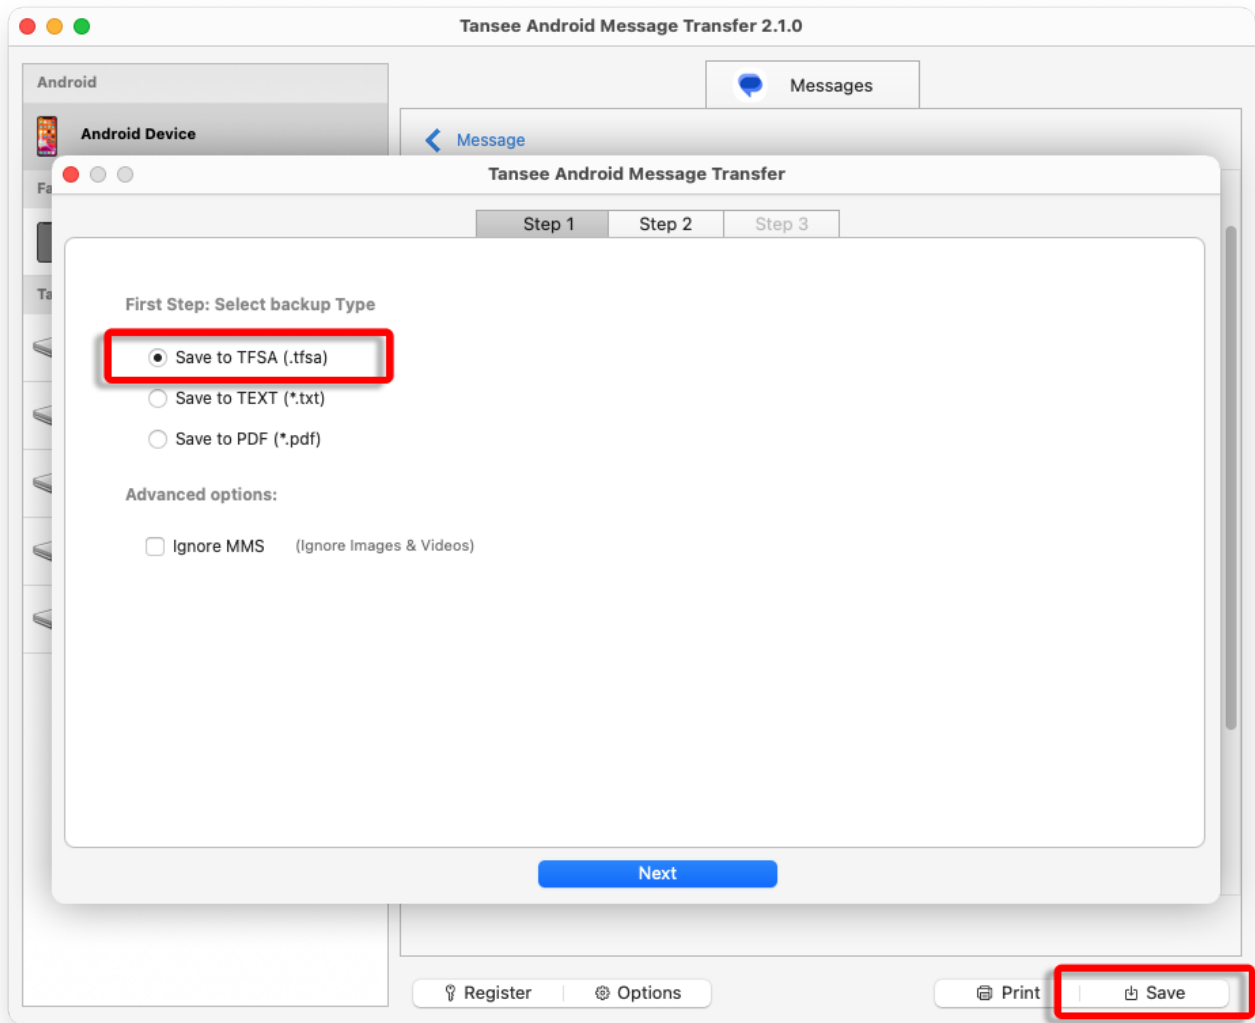 Tansee Android Message Transfer 2.1.0
Android
Messages
Android Device
Message
Tansee Android Message Transfer
Fa
Step 1 Step 2 Step 3
Ta
First Step: Select backup Type
Save to TFSA (.tfsa)
Save to TEXT (*.txt)
Save to PDF (*.pdf)
Advanced options:
Ignore MMS (Ignore Images & Videos)
Next
Register Options Print Save